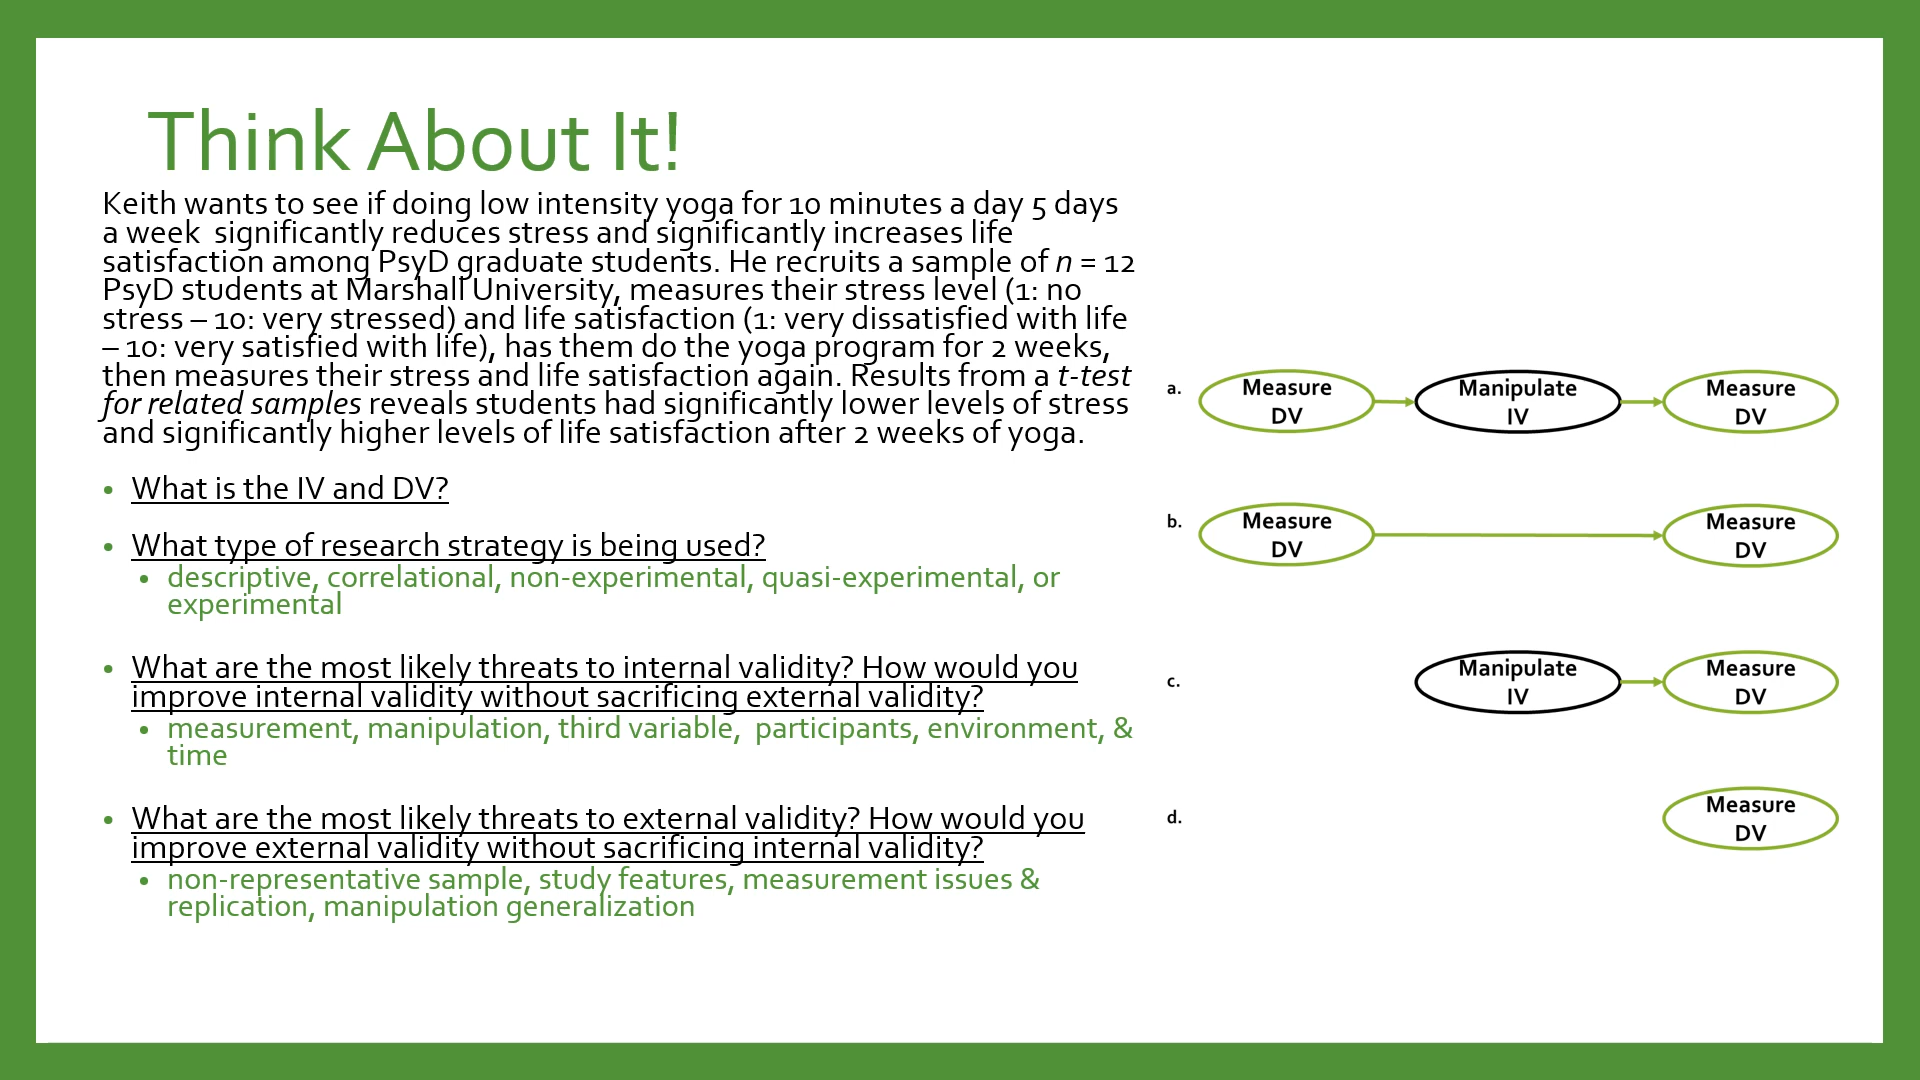 Think About It!
Keith wants to see if doing low intensity yoga for 10 minutes a day 5 days
a week  significantly reduces stress and significantly increases life
satisfaction among PsyD graduate students. He recruits a sample of n = 12
PsyD students at Marshall University, measures their stress level (1: no
stress – 10: very stressed) and life satisfaction (1: very dissatisfied with life
– 10: very satisfied with life), has them do the yoga program for 2 weeks,
then measures their stress and life satisfaction again. Results from a t-test
for related samples reveals students had significantly lower levels of stress
and significantly higher levels of life satisfaction after 2 weeks of yoga.
• What is the IV and DV?
• What type of research strategy is being used?
• descriptive, correlational, non-experimental, quasi-experimental, or
experimental
• What are the most likely threats to internal validity? How would you
improve internal validity without sacrificing external validity?
• measurement, manipulation, third variable,  participants, environment, &
time
• What are the most likely threats to external validity? How would you
improve external validity without sacrificing internal validity?
• non-representative sample, study features, measurement issues &
replication, manipulation generalization
a.
Measure
DV
Manipulate
IV
Measure
DV
b.
Measure
DV
Measure
DV
c.
Manipulate
IV
Measure
DV
d.
Measure
DV